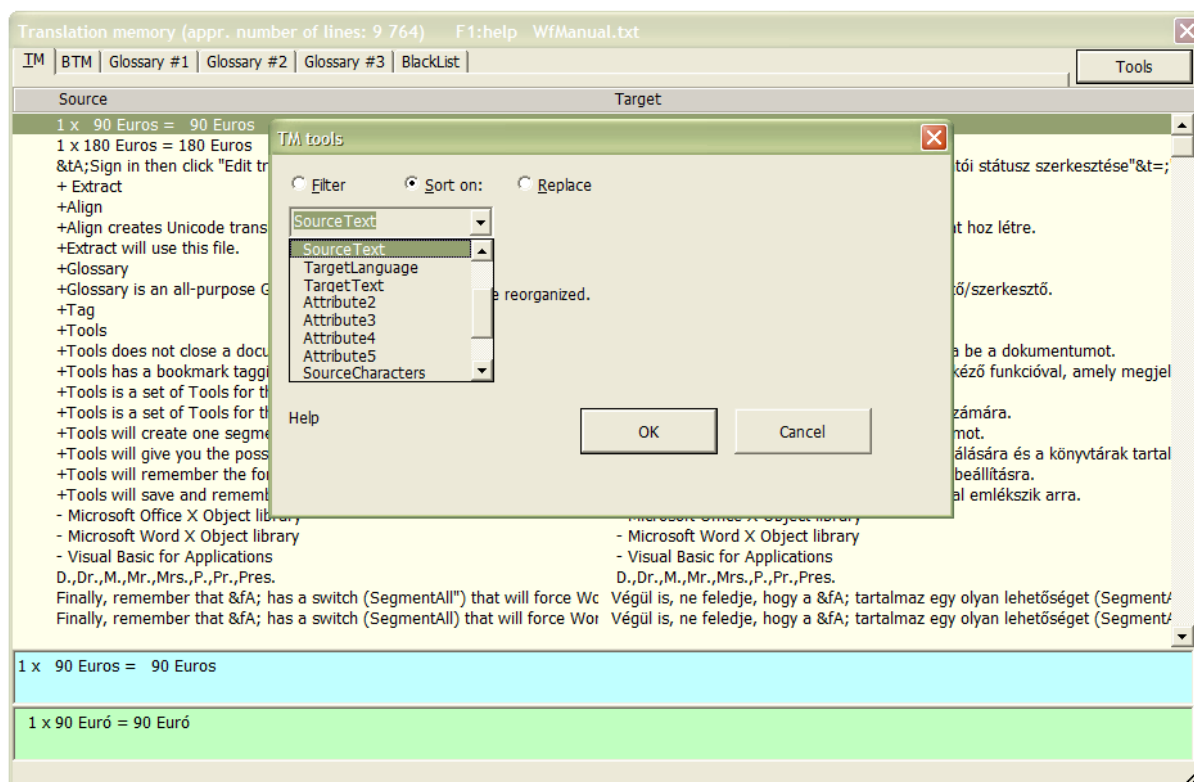 Translation memory (appr. number of lines: 9 764) F1:help WfManual.txt
TM BTM Glossary #1 Glossary #2 Glossary #3 BlackList
Tools
Source Target
1 x 90 Euros = 90 Euros
1 x 180 Euros = 180 Euros
&tA;Sign in then click "Edit tr tói státusz szerkesztése"&t=;
+ Extract
+Align
+Align creates Unicode trans t hoz létre.
+Extract will use this file.
+Glossary
+Glossary is an all-purpose G tő/szerkesztő.
+Tag
+Tools
+Tools does not close a docu a be a dokumentumot.
+Tools has a bookmark taggi kéző funkcióval, amely megjel
+Tools is a set of Tools for th
+Tools is a set of Tools for th zámára.
+Tools will create one segme mot.
+Tools will give you the poss álására és a könyvtárak tartal
+Tools will remember the for beállításra.
+Tools will save and rememb al emlékszik arra.
- Microsoft Office X Object library - Microsoft Office X Object library
- Microsoft Word X Object library - Microsoft Word X Object library
- Visual Basic for Applications - Visual Basic for Applications
D.,Dr.,M.,Mr.,Mrs.,P.,Pr.,Pres. D.,Dr.,M.,Mr.,Mrs.,P.,Pr.,Pres.
Finally, remember that &fA; has a switch (SegmentAll") that will force Wc Végül is, ne feledje, hogy a &fA; tartalmaz egy olyan lehetőséget (SegmentA
Finally, remember that &fA; has a switch (SegmentAll) that will force Wor Végül is, ne feledje, hogy a &fA; tartalmaz egy olyan lehetőséget (SegmentA
TM tools
Filter Sort on: Replace
SourceText
SourceText
TargetLanguage
TargetText
Attribute2
Attribute3
Attribute4
Attribute5
SourceCharacters
e reorganized.
Help
OK Cancel
1 x 90 Euros = 90 Euros
1 x 90 Euró = 90 Euró